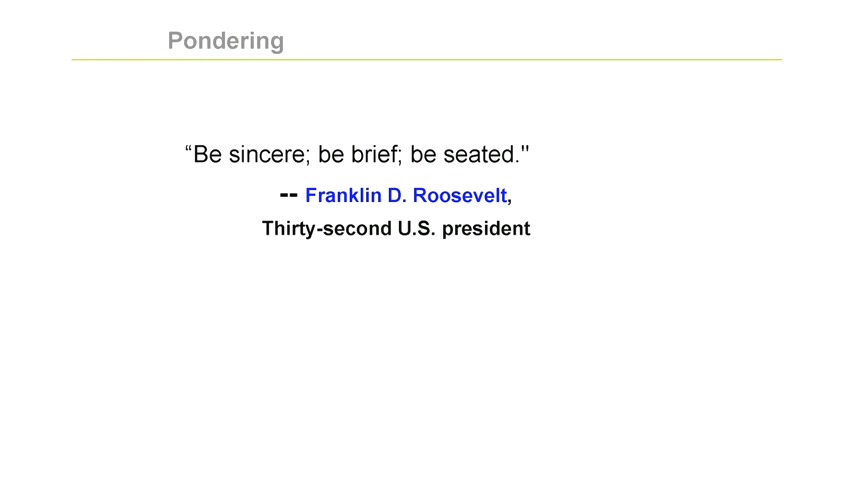 Pondering
“Be sincere; be brief; be seated."
-- Franklin D. Roosevelt,
Thirty-second U.S. president